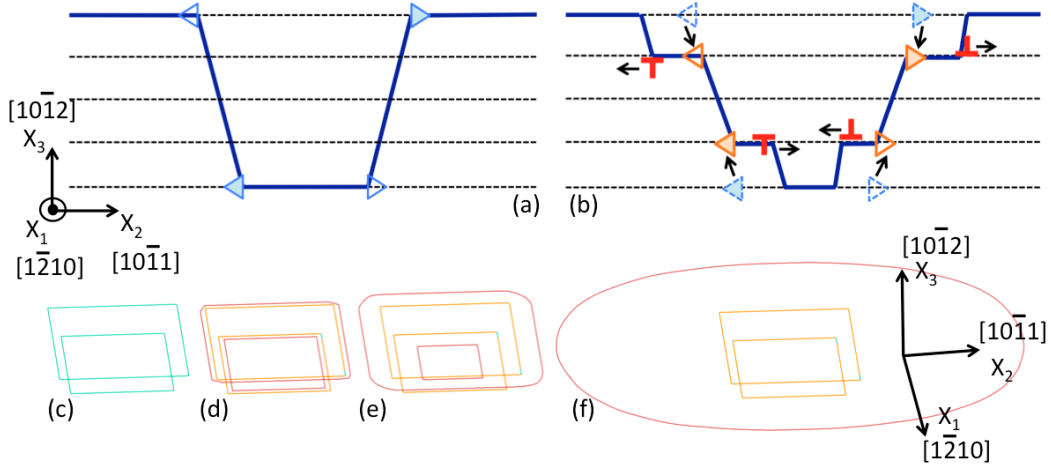 [101̅2]
X₃
X₁
[12̅10]
X₂
[101̅1]
(a)
(b)
(c)
(d)
(e)
(f)
[101̅2]
X₃
[101̅1]
X₂
X₁
[12̅10]